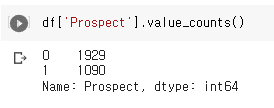 df['Prospect'].value_counts()
0    1929
1    1090
Name: Prospect, dtype: int64